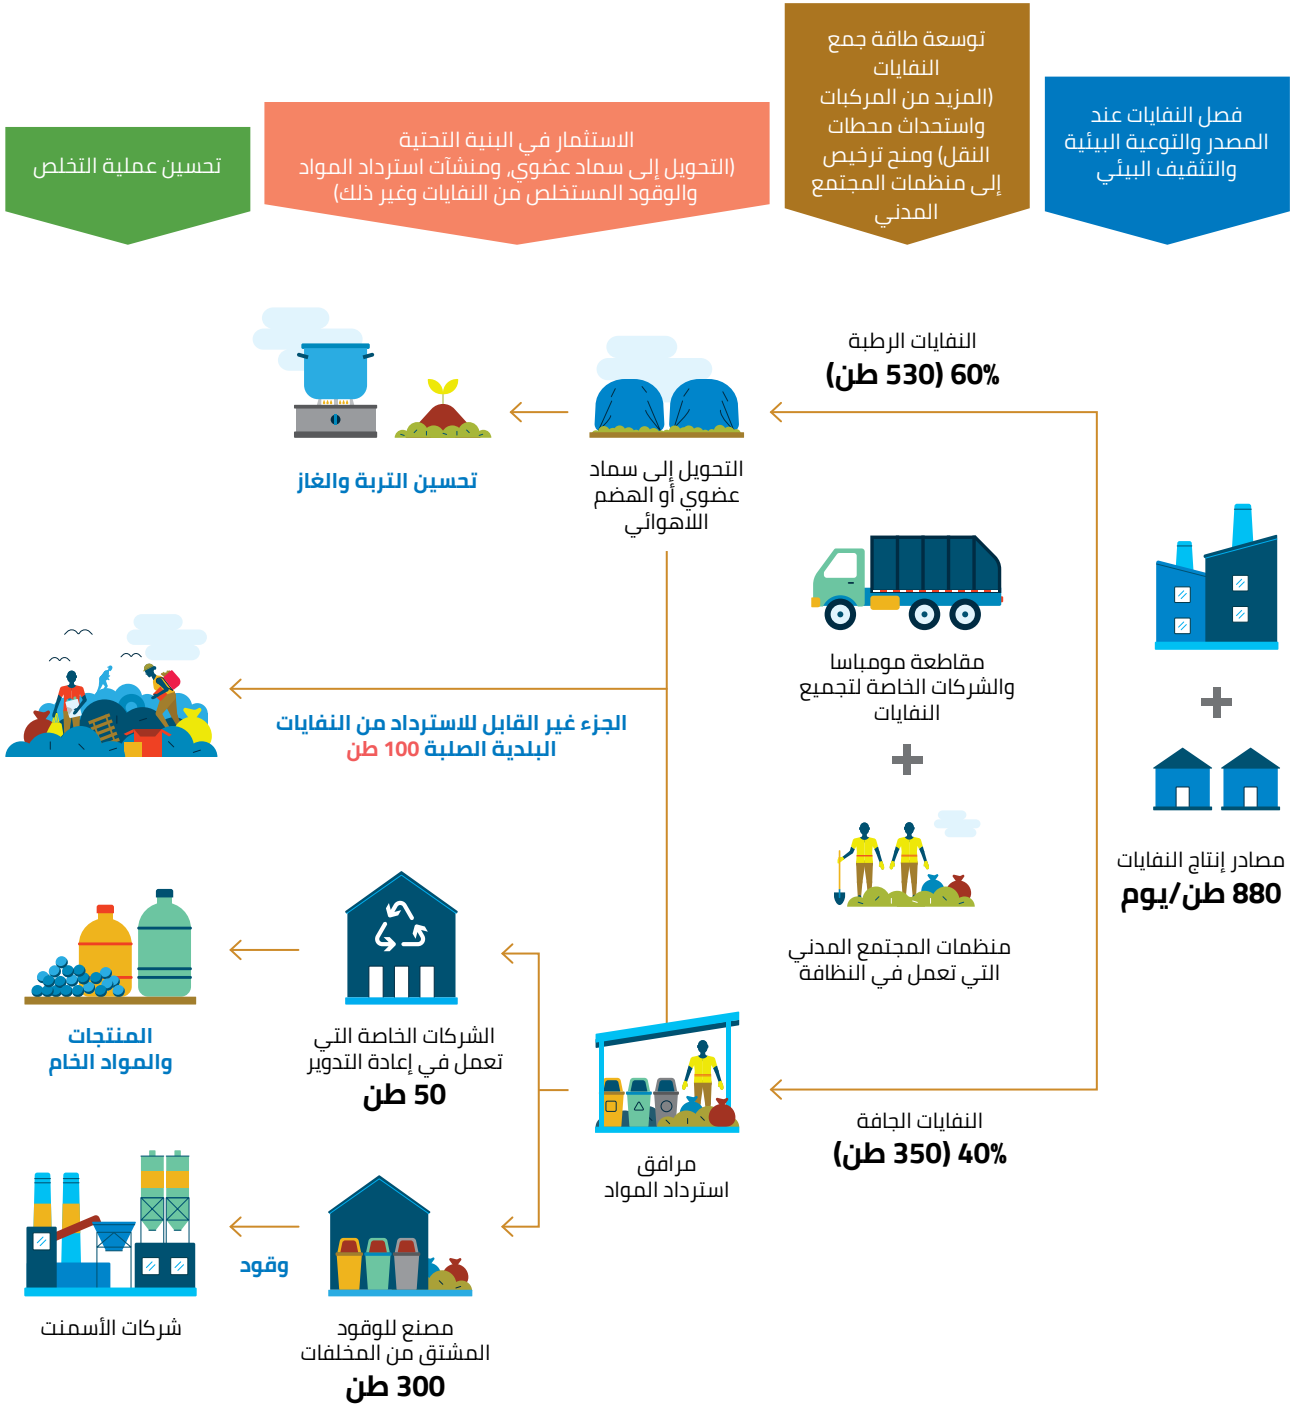 فصل النفايات عند
المصدر والتوعية البيئية
والتثقيف البيئي
توسعة طاقة جمع
النفايات
(المزيد من المركبات
واستحداث محطات
النقل) ومنح ترخيص
إلى منظمات المجتمع
المدني
الاستثمار في البنية التحتية
(التحويل إلى سماد عضوي، ومنشآت استرداد المواد
والوقود المستخلص من النفايات وغير ذلك)
تحسين عملية التخلص
مصادر إنتاج النفايات
880 طن/يوم
النفايات الرطبة
60% (530 طن)
مقاطعة مومباسا
والشركات الخاصة لتجميع
النفايات
منظمات المجتمع المدني
التي تعمل في النظافة
النفايات الجافة
40% (350 طن)
التحويل إلى سماد
عضوي أو الهضم
اللاهوائي
تحسين التربة والغاز
الجزء غير القابل للاسترداد من النفايات
البلدية الصلبة 100 طن
مرافق
استرداد المواد
الشركات الخاصة التي
تعمل في إعادة التدوير
50 طن
المنتجات
والمواد الخام
مصنع للوقود
المشتق من المخلفات
300 طن
وقود
شركات الأسمنت